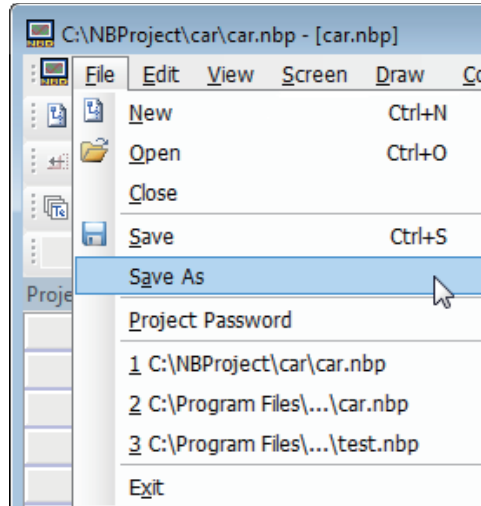 C:\NBProject\car\car.nbp - [car.nbp]
File Edit View Screen Draw
New Ctrl+N
Open Ctrl+O
Close
Save Ctrl+S
Save As
Project Password
1 C:\NBProject\car\car.nbp
2 C:\Program Files\...\car.nbp
3 C:\Program Files\...\test.nbp
Exit